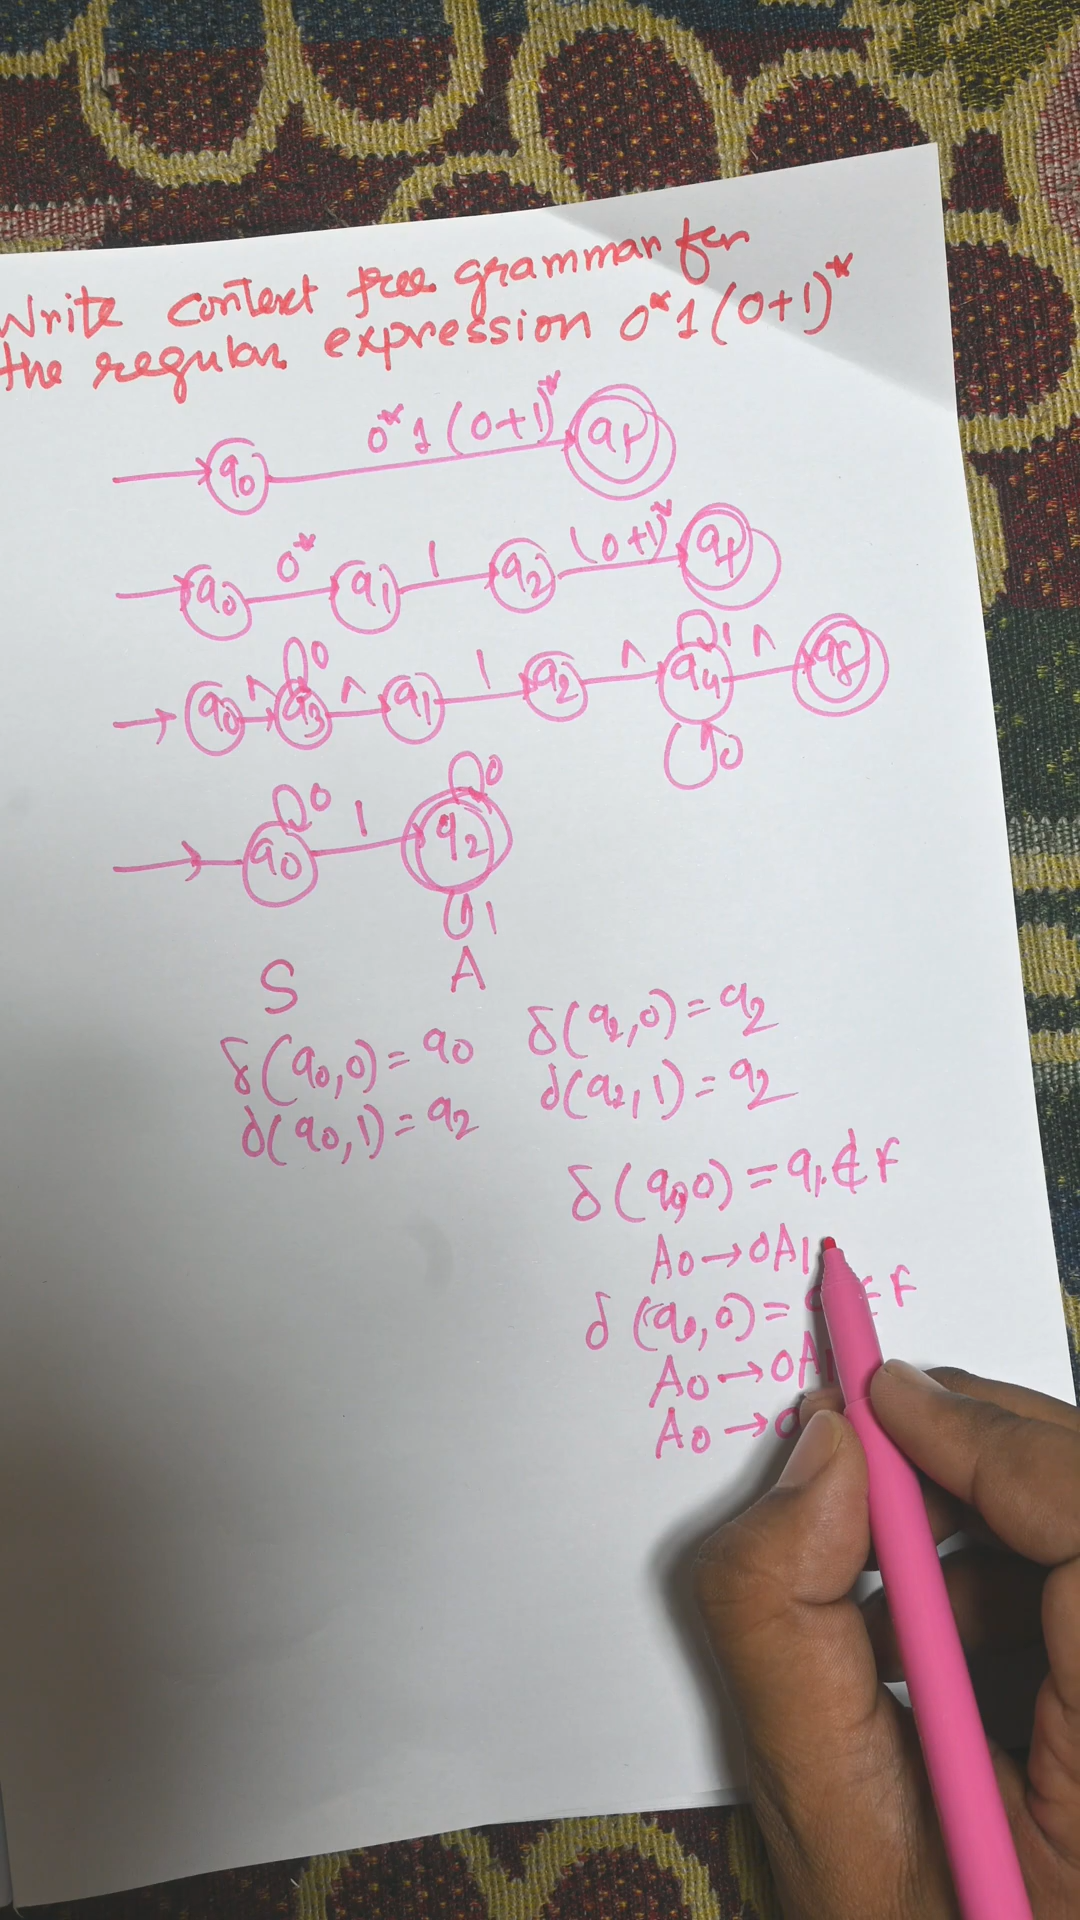 Write context free grammar for
the regular expression 0*1(0+1)*
0*1(0+1)*
q0 qf
0* 1 (0+1)*
q0 q1 q2 qf
0 1
^ ^ 1 ^ ^
q0 q3 q1 q2 q4 qf
0
0 1 0
q0 q2
1
S A
δ(q0,0)=q0 δ(q2,0)=q2
δ(q0,1)=q2 δ(q2,1)=q2
δ(q0,0)=q1∉F
A0→0A1
δ(q0,0)= F
A0→0A1
A0→0